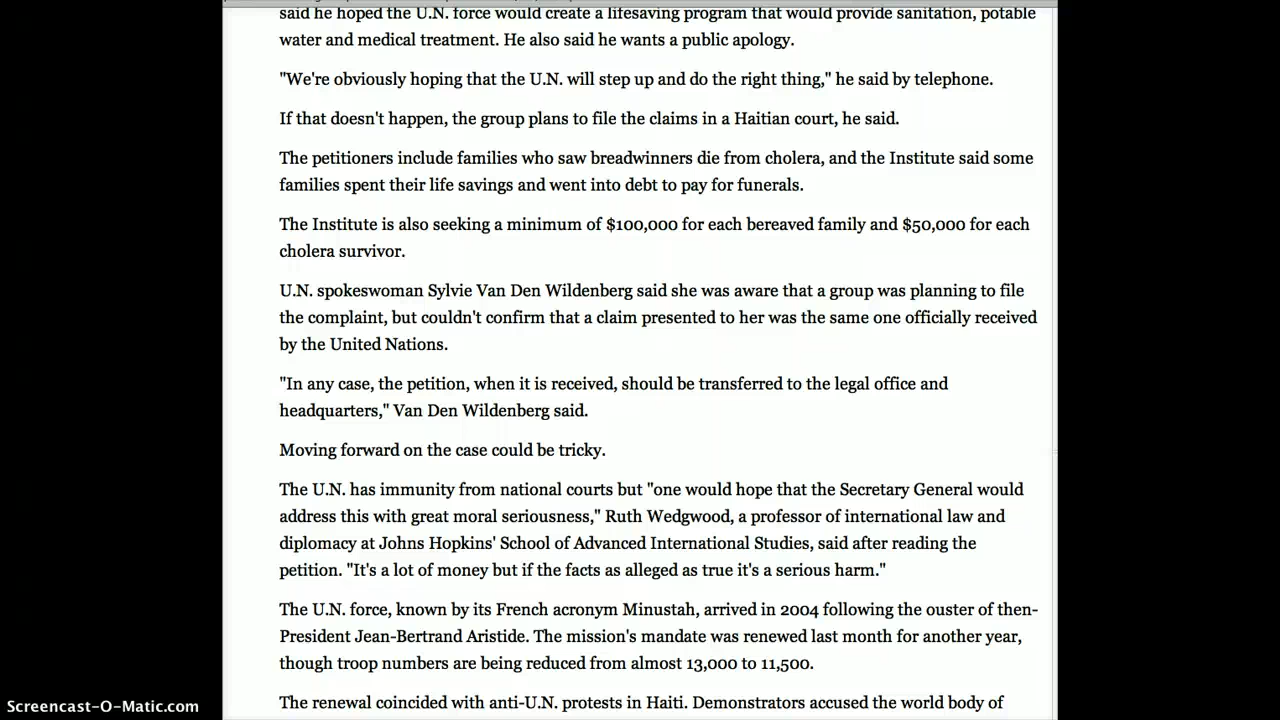 said he hoped the U.N. force would create a lifesaving program that would provide sanitation, potable
water and medical treatment. He also said he wants a public apology.
"We're obviously hoping that the U.N. will step up and do the right thing," he said by telephone.
If that doesn't happen, the group plans to file the claims in a Haitian court, he said.
The petitioners include families who saw breadwinners die from cholera, and the Institute said some
families spent their life savings and went into debt to pay for funerals.
The Institute is also seeking a minimum of $100,000 for each bereaved family and $50,000 for each
cholera survivor.
U.N. spokeswoman Sylvie Van Den Wildenberg said she was aware that a group was planning to file
the complaint, but couldn't confirm that a claim presented to her was the same one officially received
by the United Nations.
"In any case, the petition, when it is received, should be transferred to the legal office and
headquarters," Van Den Wildenberg said.
Moving forward on the case could be tricky.
The U.N. has immunity from national courts but "one would hope that the Secretary General would
address this with great moral seriousness," Ruth Wedgwood, a professor of international law and
diplomacy at Johns Hopkins' School of Advanced International Studies, said after reading the
petition. "It's a lot of money but if the facts as alleged as true it's a serious harm."
The U.N. force, known by its French acronym Minustah, arrived in 2004 following the ouster of then-
President Jean-Bertrand Aristide. The mission's mandate was renewed last month for another year,
though troop numbers are being reduced from almost 13,000 to 11,500.
The renewal coincided with anti-U.N. protests in Haiti. Demonstrators accused the world body of
Screencast-O-Matic.com